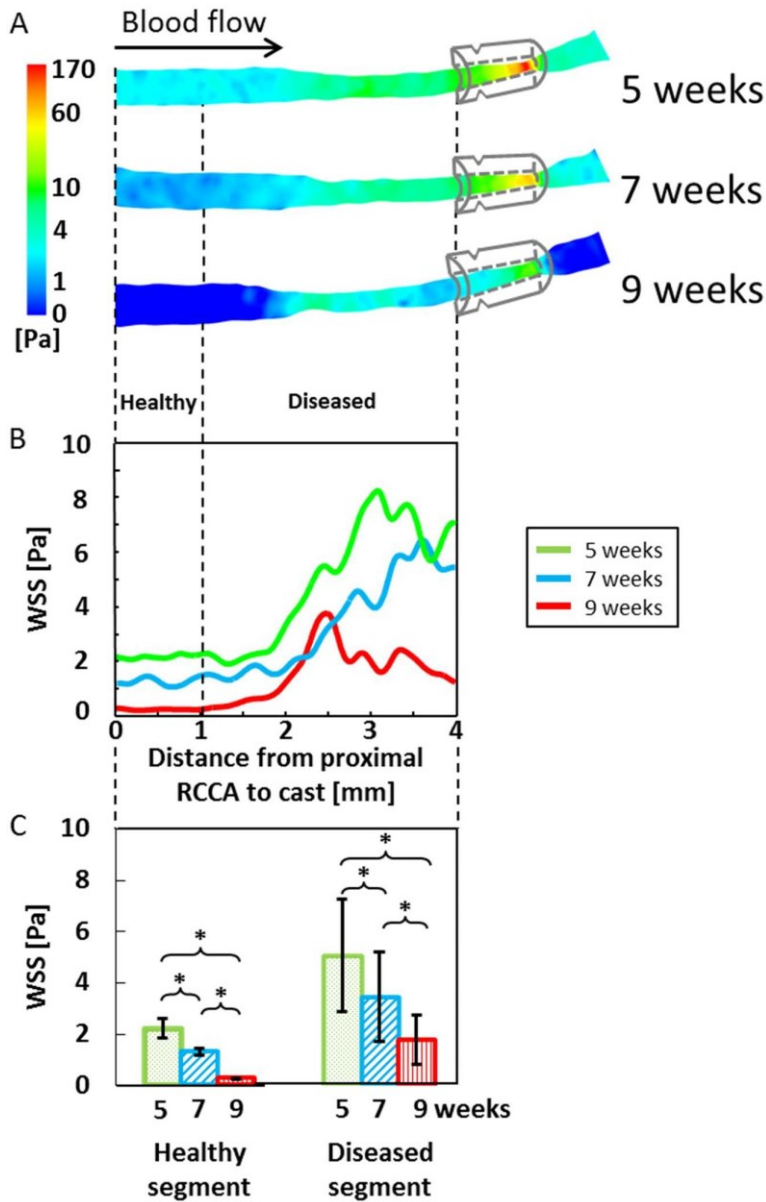 A
Blood flow
170
60
10
4
1
0
[Pa]
5 weeks
7 weeks
9 weeks
Healthy
Diseased
B
10
8
6
4
2
0
WSS [Pa]
0 1 2 3 4
Distance from proximal
RCCA to cast [mm]
5 weeks
7 weeks
9 weeks
C
10
8
6
4
2
0
WSS [Pa]
* * *
* * *
5 7 9 5 7 9 weeks
Healthy
segment
Diseased
segment